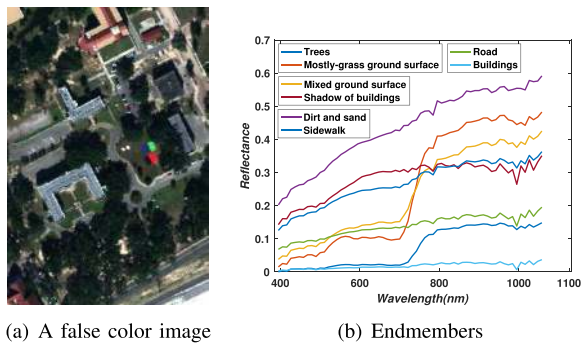 0.7
0.6
0.5
0.4
0.3
0.2
0.1
0
Reflectance
Trees
Mostly-grass ground surface
Mixed ground surface
Shadow of buildings
Dirt and sand
Sidewalk
Road
Buildings
400 600 800 1000 1100
Wavelength(nm)
(a) A false color image
(b) Endmembers